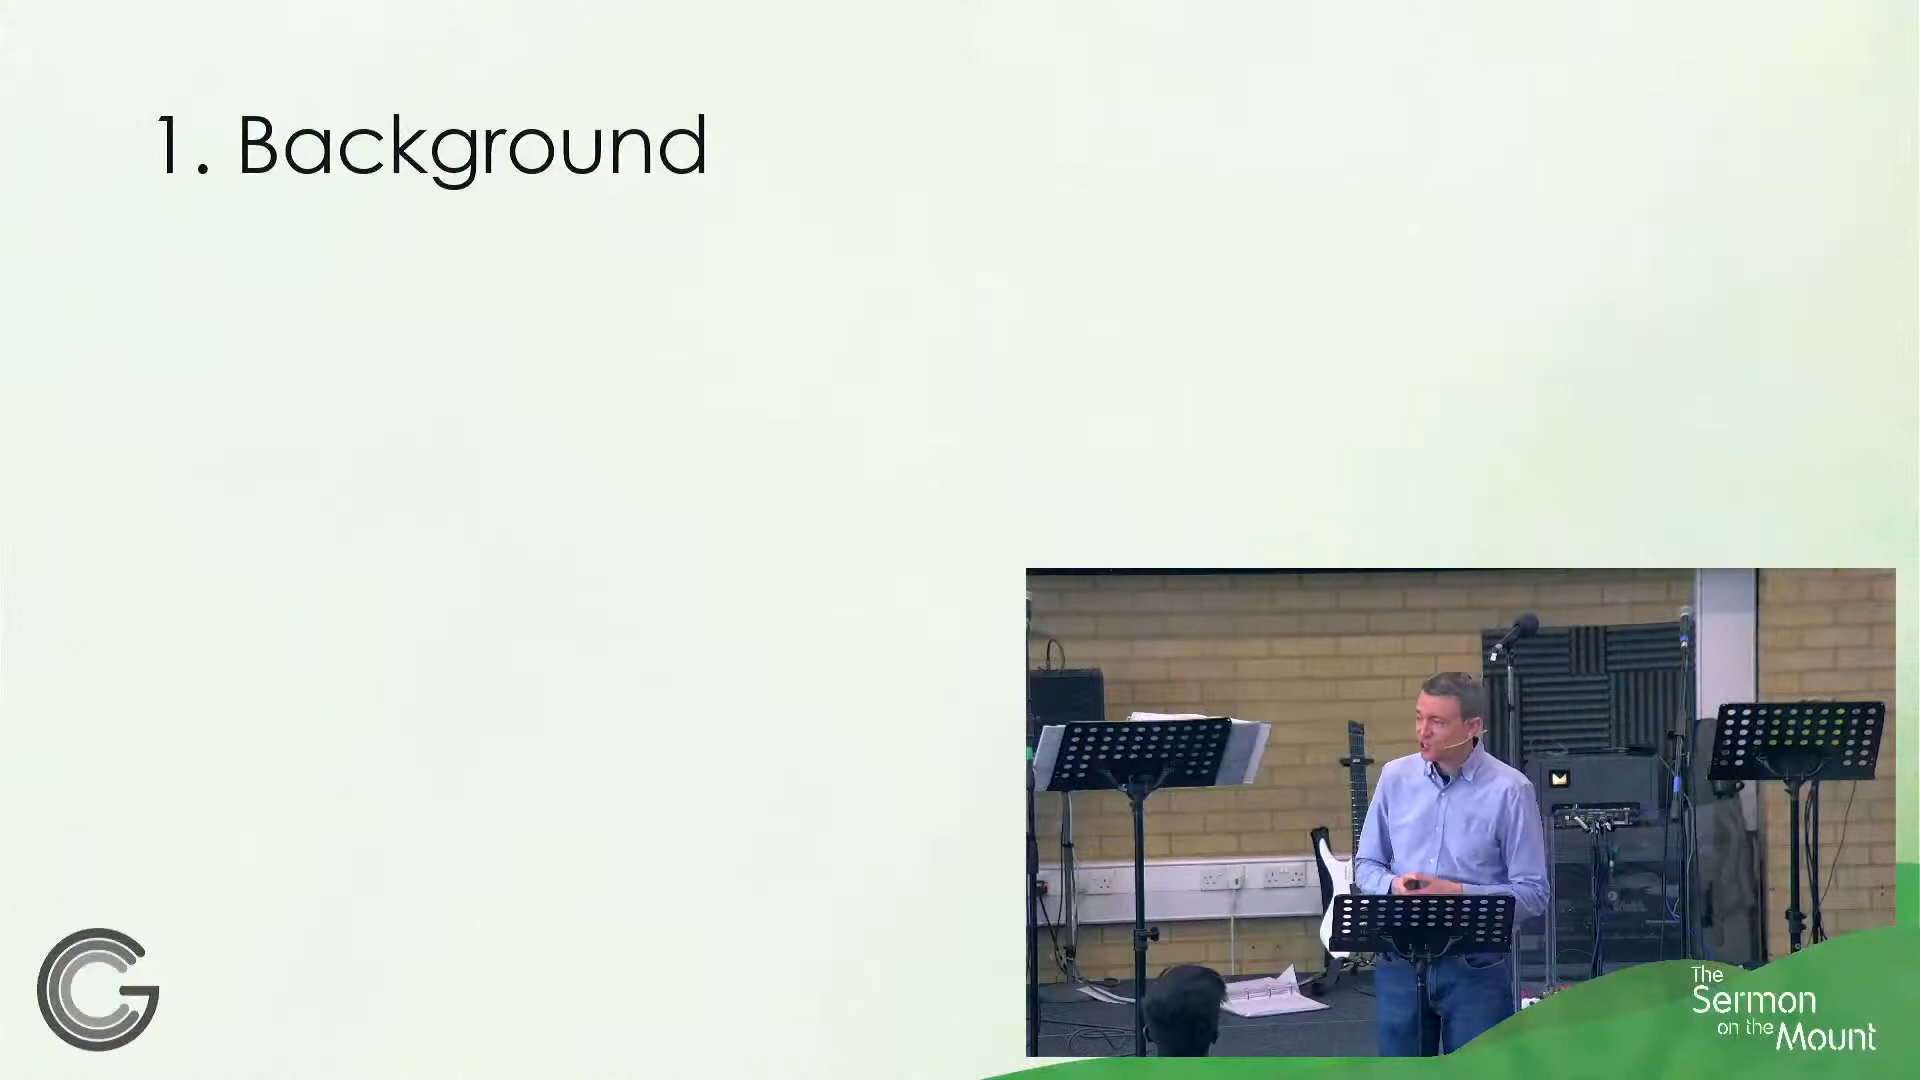 1. Background
The
Sermon
on the
Mount